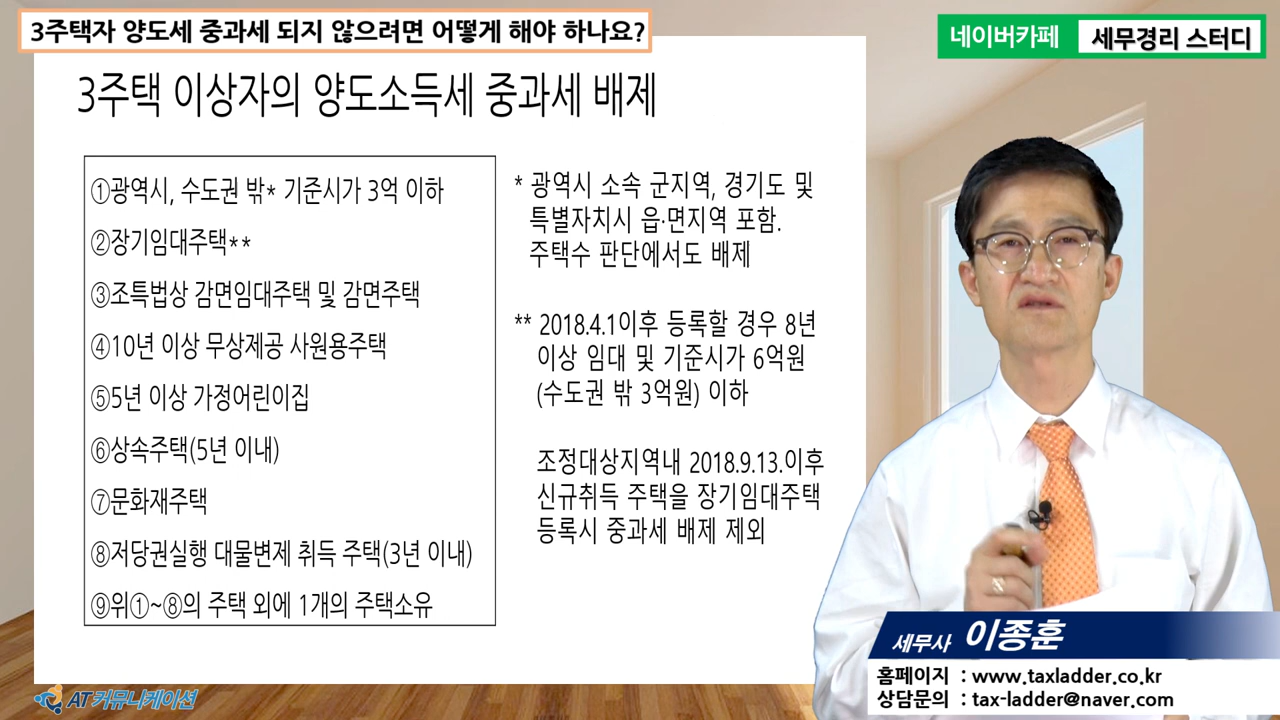 3주택자 양도세 중과세 되지 않으려면 어떻게 해야 하나요?
네이버카페 세무경리 스터디
3주택 이상자의 양도소득세 중과세 배제
①광역시, 수도권 밖* 기준시가 3억 이하
②장기임대주택**
③조특법상 감면임대주택 및 감면주택
④10년 이상 무상제공 사원용주택
⑤5년 이상 가정어린이집
⑥상속주택(5년 이내)
⑦문화재주택
⑧저당권실행 대물변제 취득 주택(3년 이내)
⑨위①~⑧의 주택 외에 1개의 주택소유
* 광역시 소속 군지역, 경기도 및
특별자치시 읍·면지역 포함.
주택수 판단에서도 배제
** 2018.4.1이후 등록할 경우 8년
이상 임대 및 기준시가 6억원
(수도권 밖 3억원) 이하
조정대상지역내 2018.9.13.이후
신규취득 주택을 장기임대주택
등록시 중과세 배제 제외
세무사 이종훈
홈페이지 : www.taxladder.co.kr
상담문의 : tax-ladder@naver.com
AT커뮤니케이션